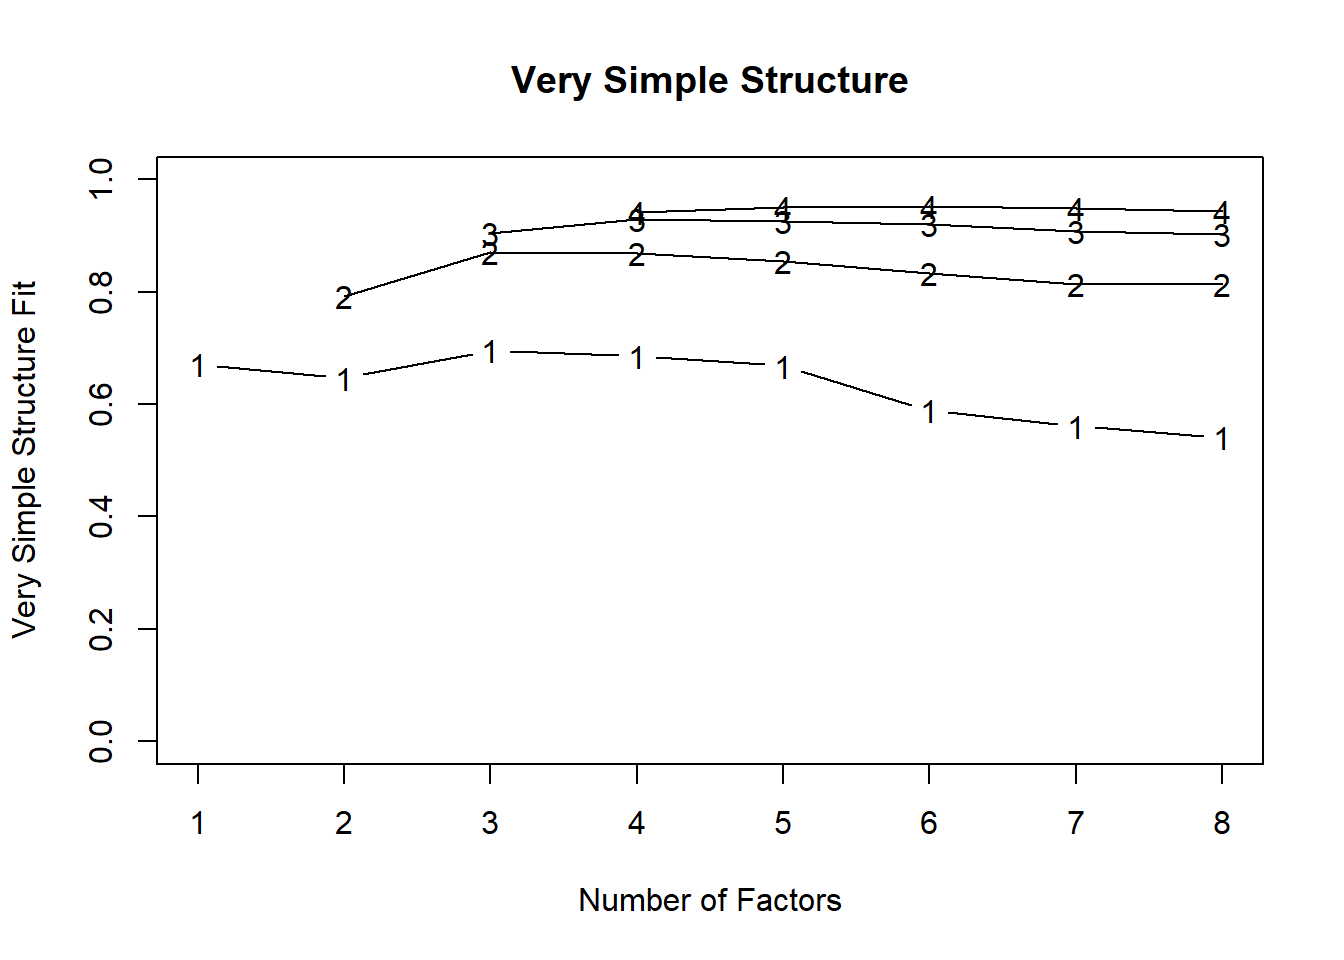 Very Simple Structure
Very Simple Structure Fit
1.0
0.8
0.6
0.4
0.2
0.0
4 4 4 4 4
3 3 3 3 3 3
2 2 2 2 2 2 2
1 1 1 1 1 1 1 1
1 2 3 4 5 6 7 8
Number of Factors